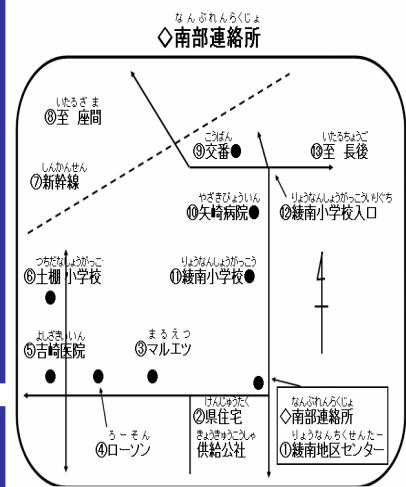 なんぶれんらくじょ
◇南部連絡所
いたるざま
⑧至 座間
こうばん
⑨交番
いたるちょうご
⑬至 長後
しんかんせん
⑦新幹線
やざきびょういん
⑩矢崎病院
りょうなんしょうがっこういりぐち
⑫綾南小学校入口
つちだなしょうがっこ
⑥土棚小学校
りょうなんしょうがっこう
⑪綾南小学校
よしざきいいん
⑤吉崎医院
まるえつ
③マルエツ
ろーそん
④ローソン
けんじゅうたく
②県住宅
きょうきゅうこうしゃ
供給公社
なんぶれんらくじょ
◇南部連絡所
りょうなんちくせんたー
①綾南地区センター